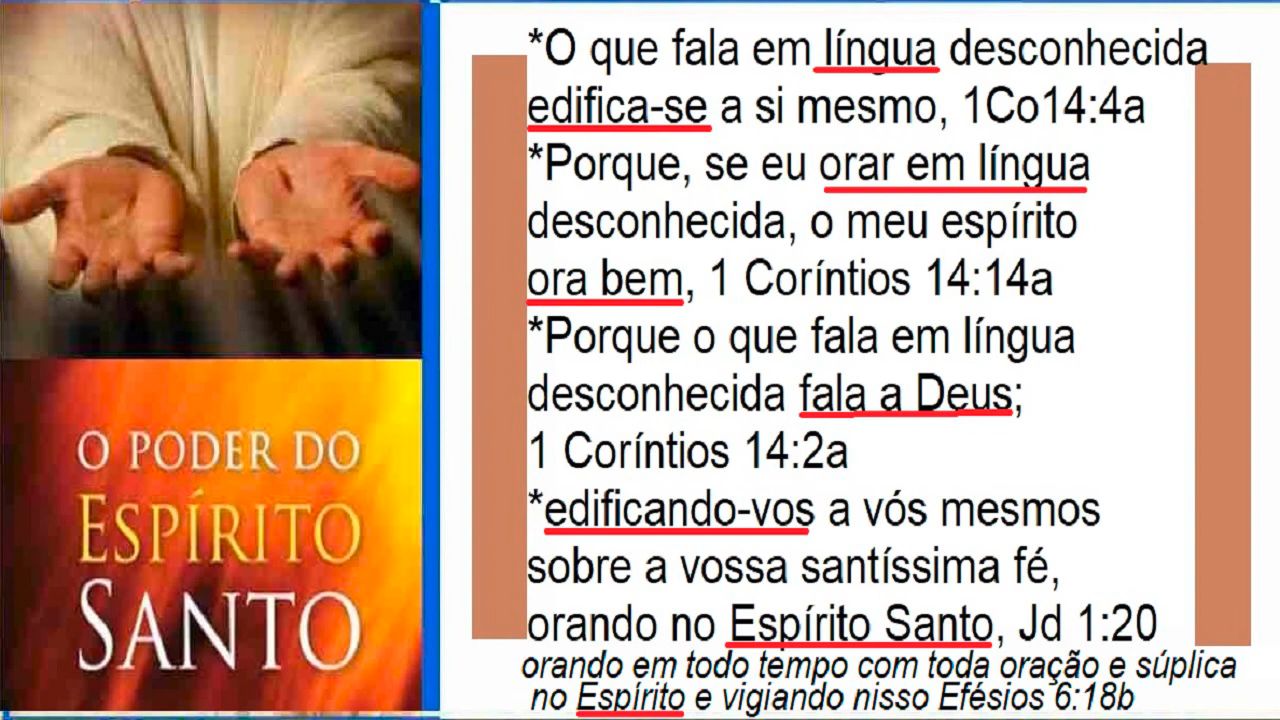 O PODER DO
ESPÍRITO
SANTO
*O que fala em língua desconhecida
edifica-se a si mesmo, 1Co14:4a
*Porque, se eu orar em língua
desconhecida, o meu espírito
ora bem, 1 Coríntios 14:14a
*Porque o que fala em língua
desconhecida fala a Deus;
1 Coríntios 14:2a
*edificando-vos a vós mesmos
sobre a vossa santíssima fé,
orando no Espírito Santo, Jd 1:20
orando em todo tempo com toda oração e súplica
no Espírito e vigiando nisso Efésios 6:18b